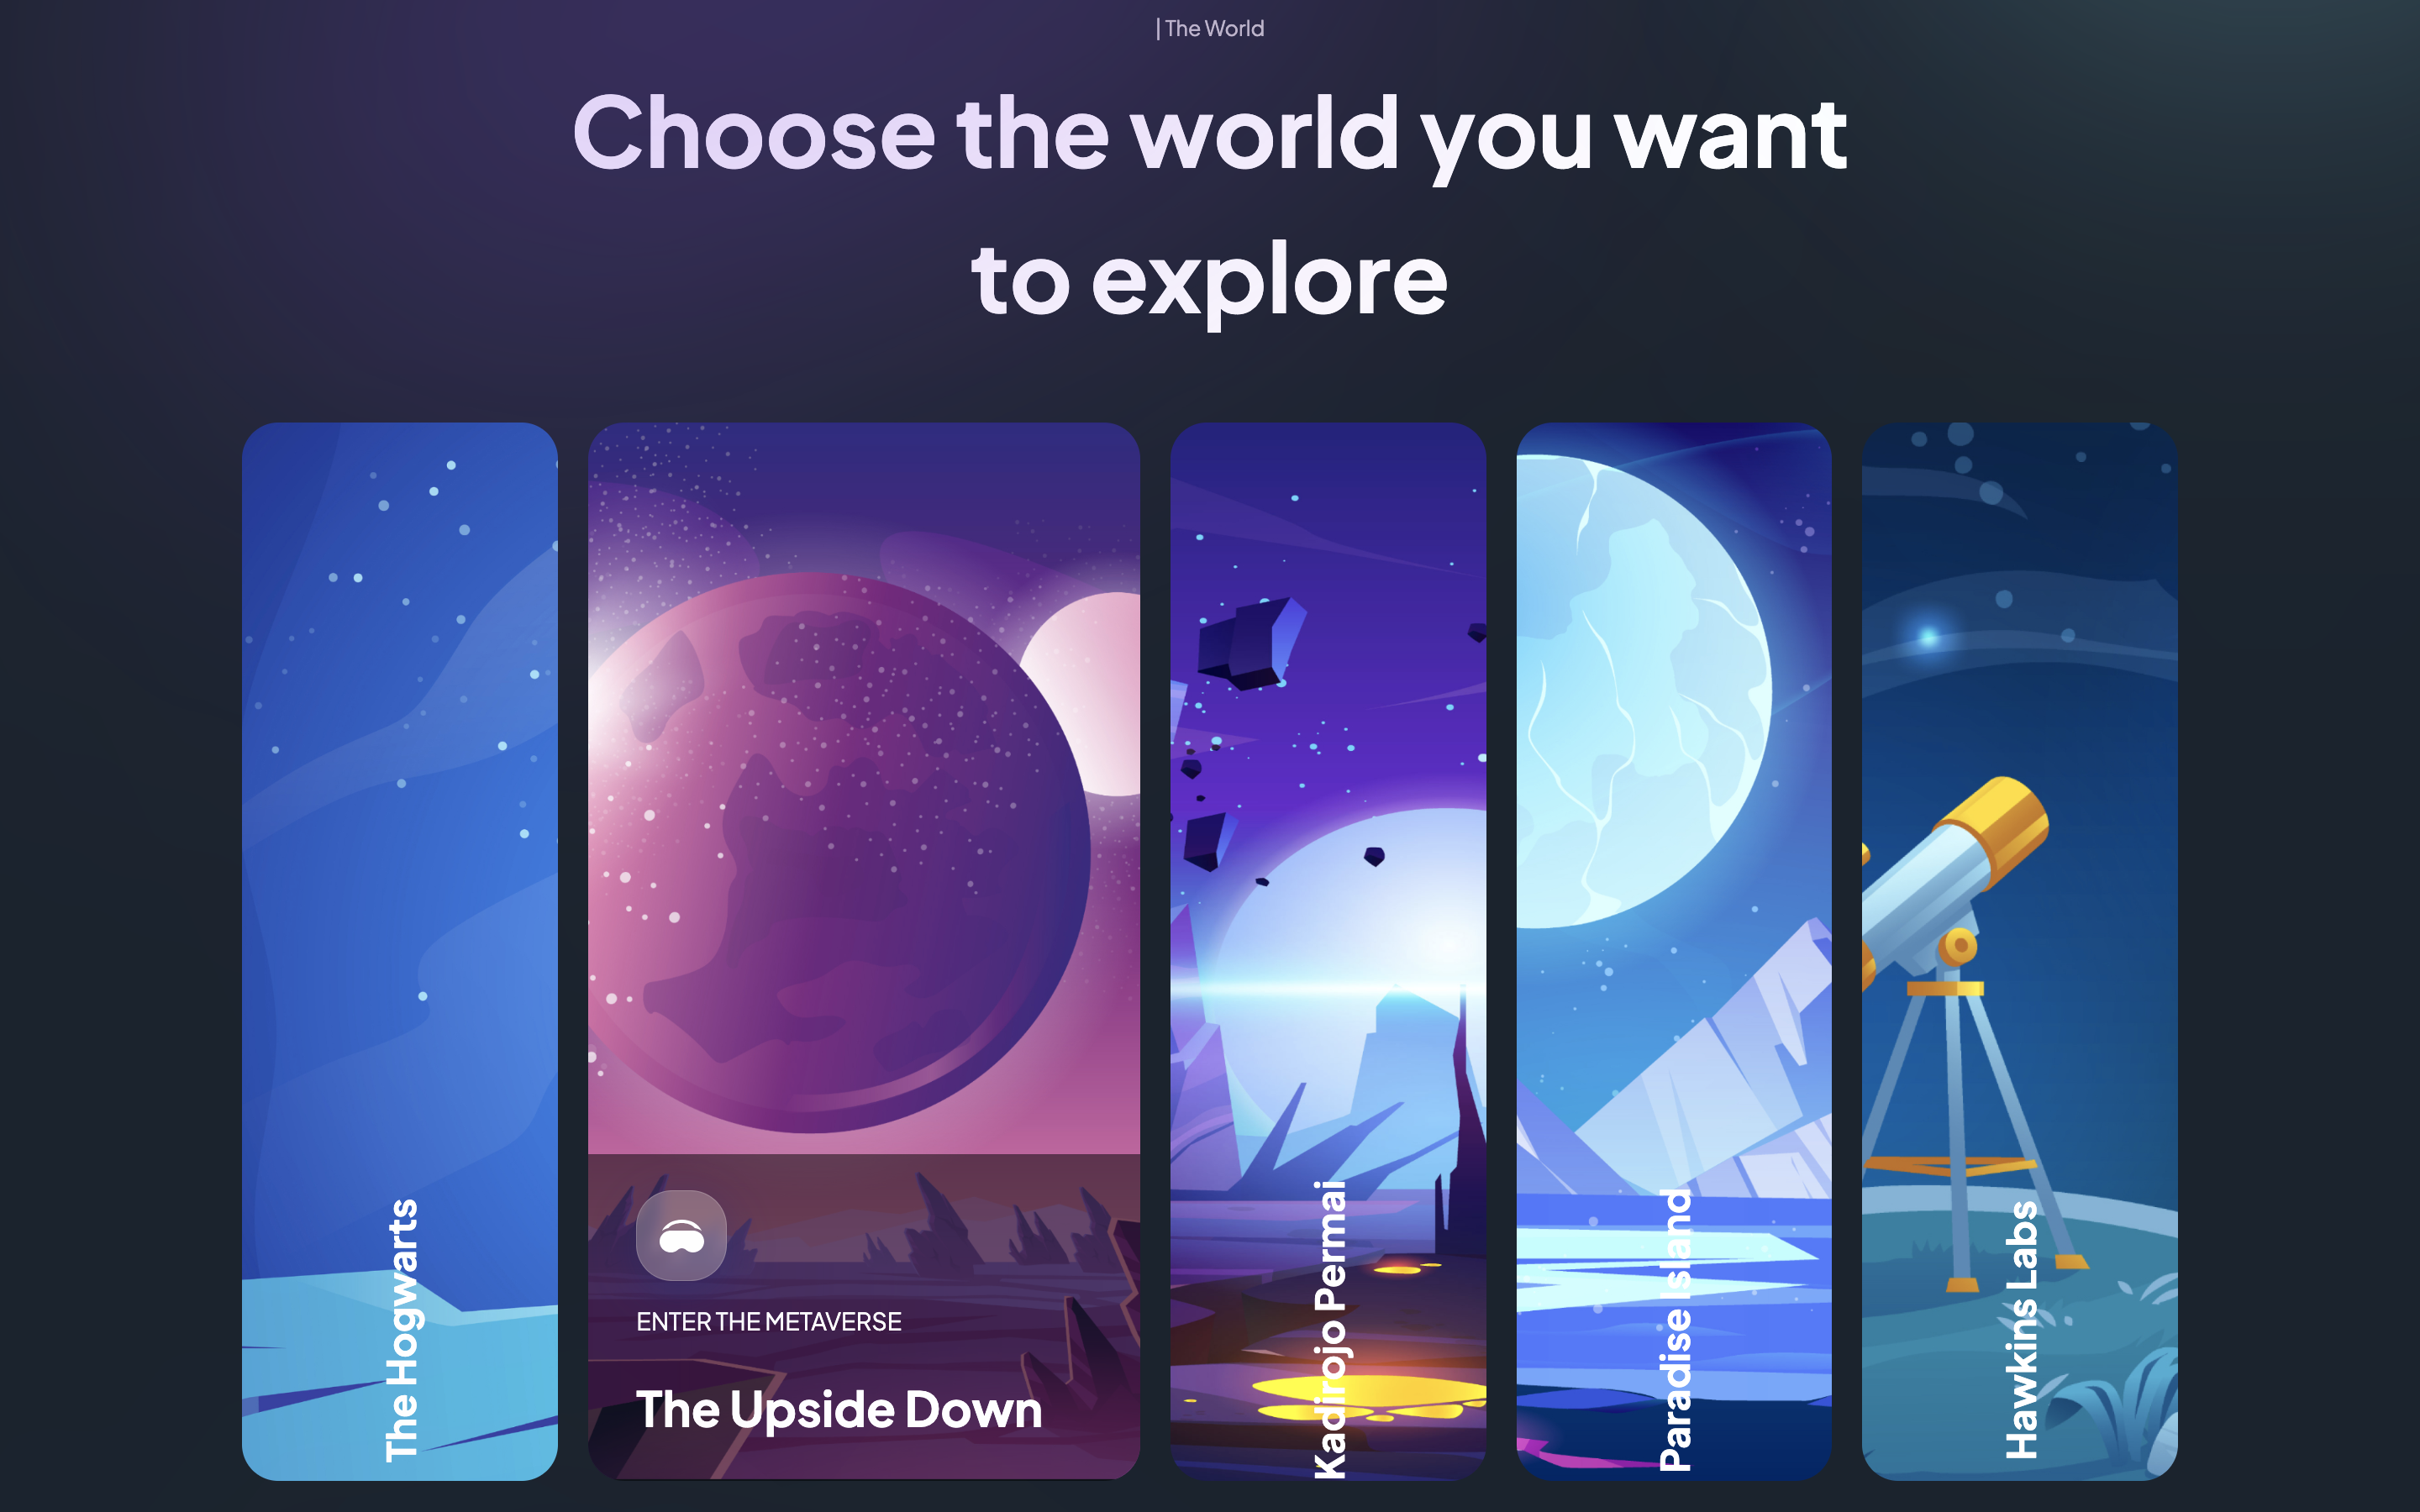 | The World
Choose the world you want
to explore
The Hogwarts
ENTER THE METAVERSE
The Upside Down
Kadirojo Permai
Paradise Island
Hawkins Labs